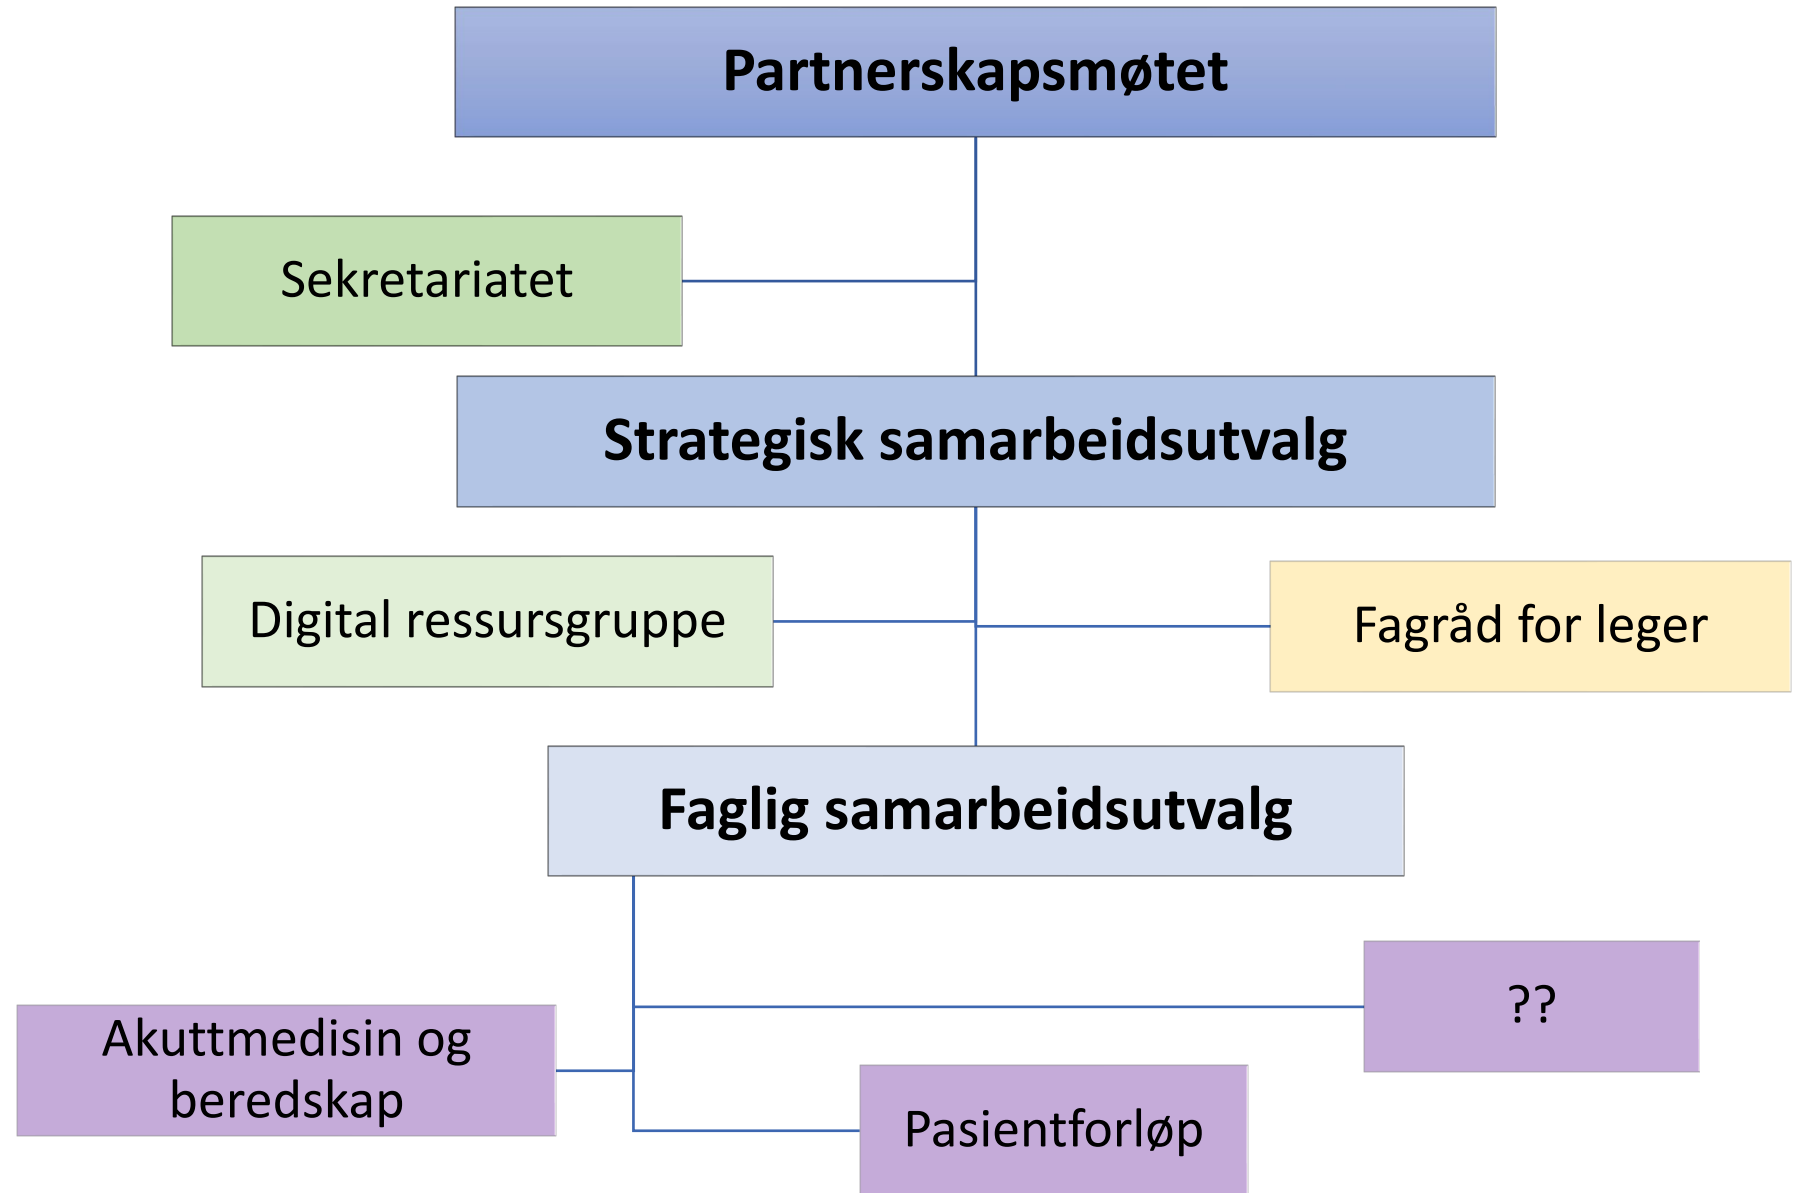 Partnerskapsmøtet
Sekretariatet
Strategisk samarbeidsutvalg
Digital ressursgruppe
Fagråd for leger
Faglig samarbeidsutvalg
??
Akuttmedisin og
beredskap
Pasientforløp